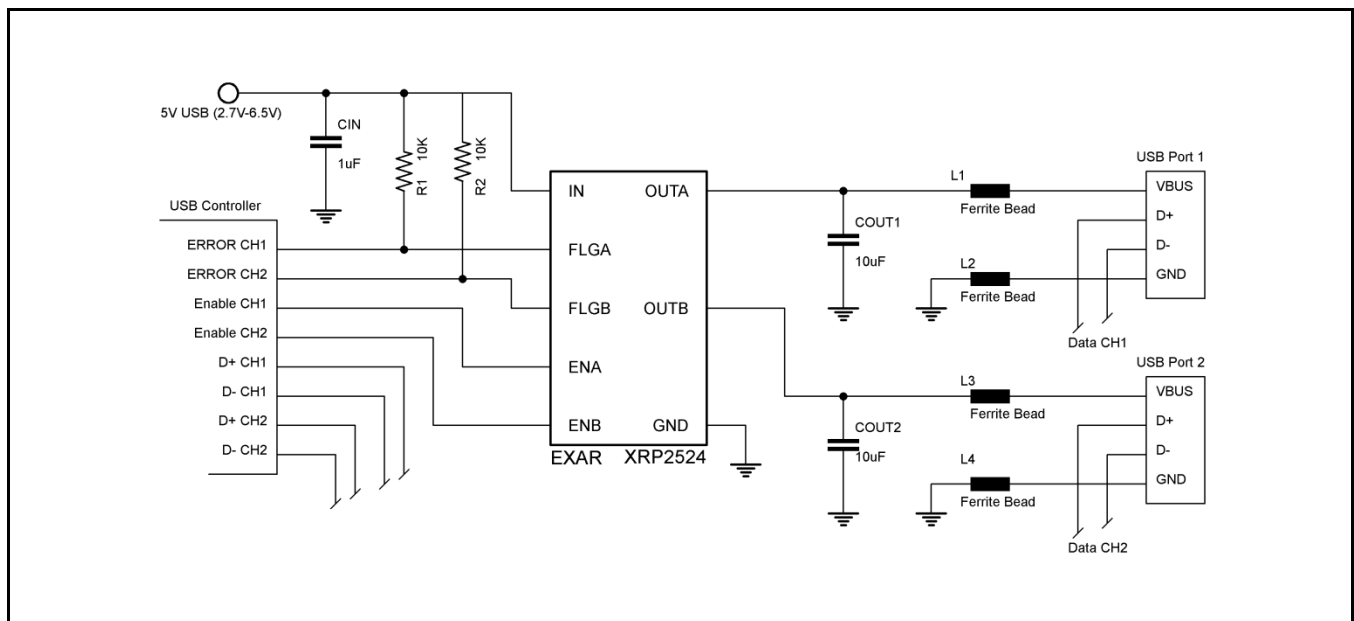 5V USB (2.7V-6.5V)
CIN
1uF
10K
R1
10K
R2
USB Controller
ERROR CH1
ERROR CH2
Enable CH1
Enable CH2
D+ CH1
D- CH1
D+ CH2
D- CH2
IN
FLGA
FLGB
ENA
ENB
OUTA
OUTB
GND
EXAR XRP2524
COUT1
10uF
COUT2
10uF
L1
Ferrite Bead
L2
Ferrite Bead
L3
Ferrite Bead
L4
Ferrite Bead
USB Port 1
VBUS
D+
D-
GND
Data CH1
USB Port 2
VBUS
D+
D-
GND
Data CH2